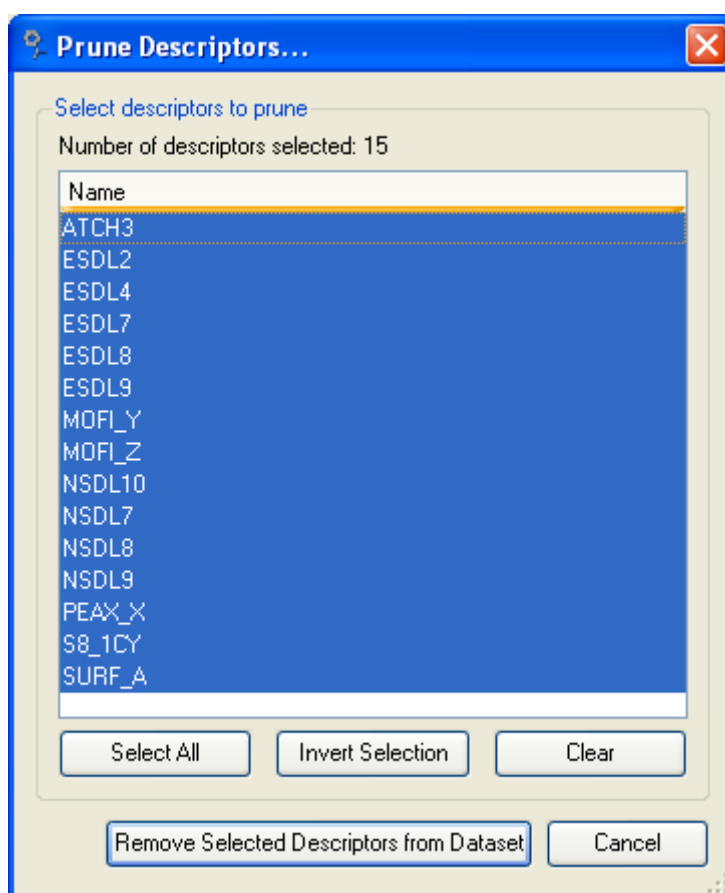 Prune Descriptors...
Select descriptors to prune
Number of descriptors selected: 15
Name
ATCH3
ESDL2
ESDL4
ESDL7
ESDL8
ESDL9
MOFI_Y
MOFI_Z
NSDL10
NSDL7
NSDL8
NSDL9
PEAX_X
S8_1CY
SURF_A
Select All Invert Selection Clear
Remove Selected Descriptors from Dataset Cancel